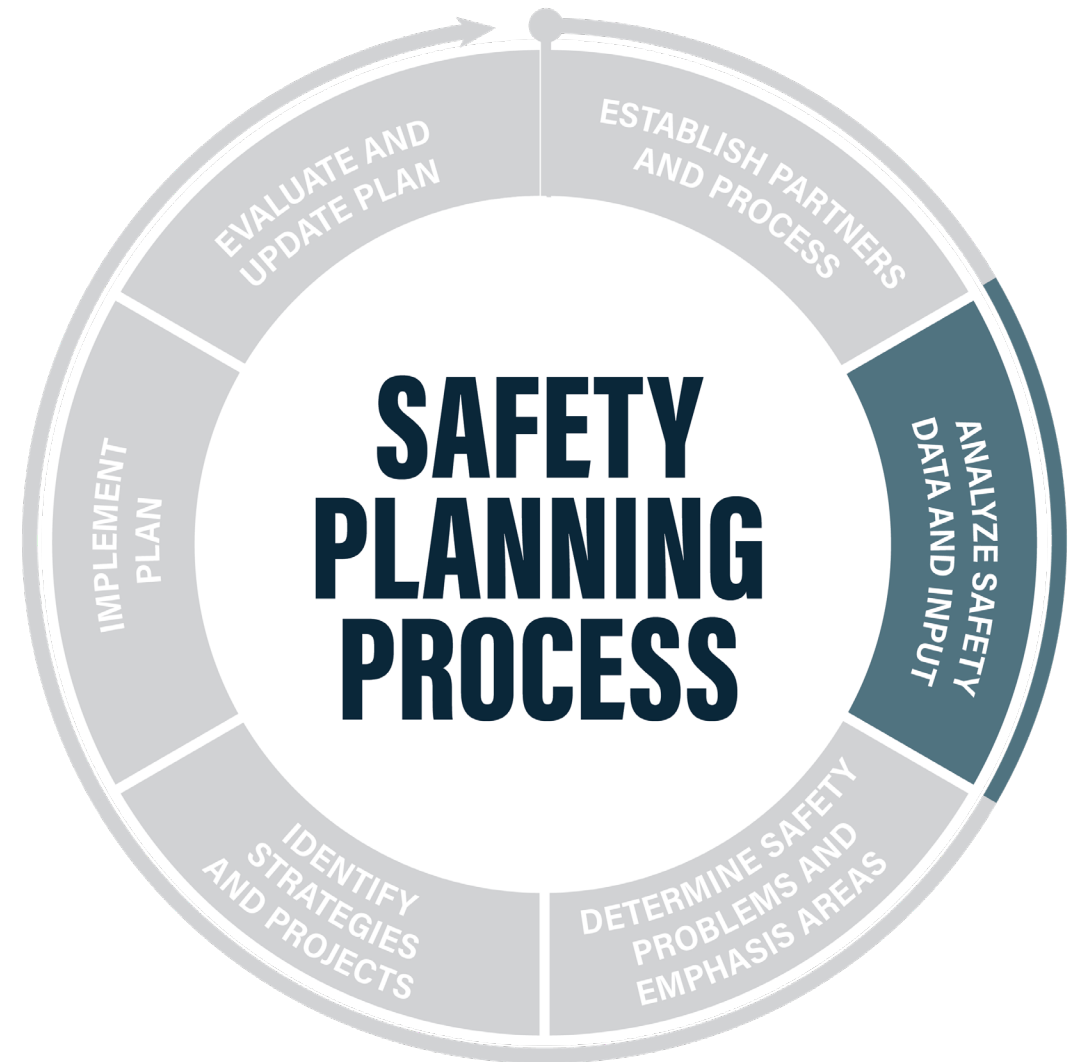 SAFETY
PLANNING
PROCESS
ESTABLISH PARTNERS
AND PROCESS
ANALYZE SAFETY
DATA AND INPUT
DETERMINE SAFETY
PROBLEMS AND
EMPHASIS AREAS
IDENTIFY
STRATEGIES
AND PROJECTS
IMPLEMENT
PLAN
EVALUATE AND
UPDATE PLAN